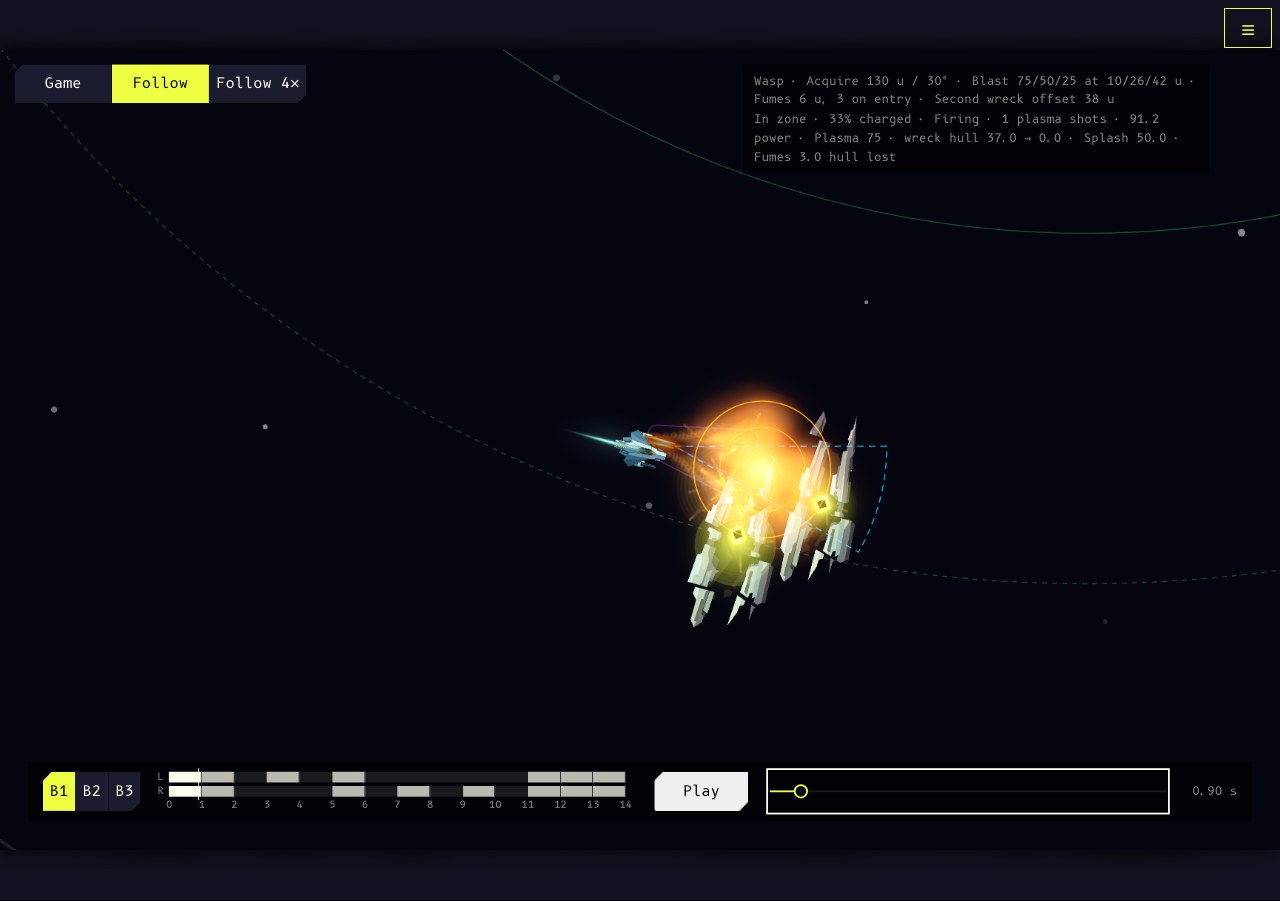 ≡
Game Follow Follow 4×
Wasp · Acquire 130 u / 30° · Blast 75/50/25 at 10/26/42 u ·
Fumes 6 u, 3 on entry · Second wreck offset 38 u
In zone · 33% charged · Firing · 1 plasma shots · 91.2
power · Plasma 75 · wreck hull 37.0 → 0.0 · Splash 50.0 ·
Fumes 3.0 hull lost
B1 B2 B3
L
R
0 1 2 3 4 5 6 7 8 9 10 11 12 13 14
Play
0.90 s